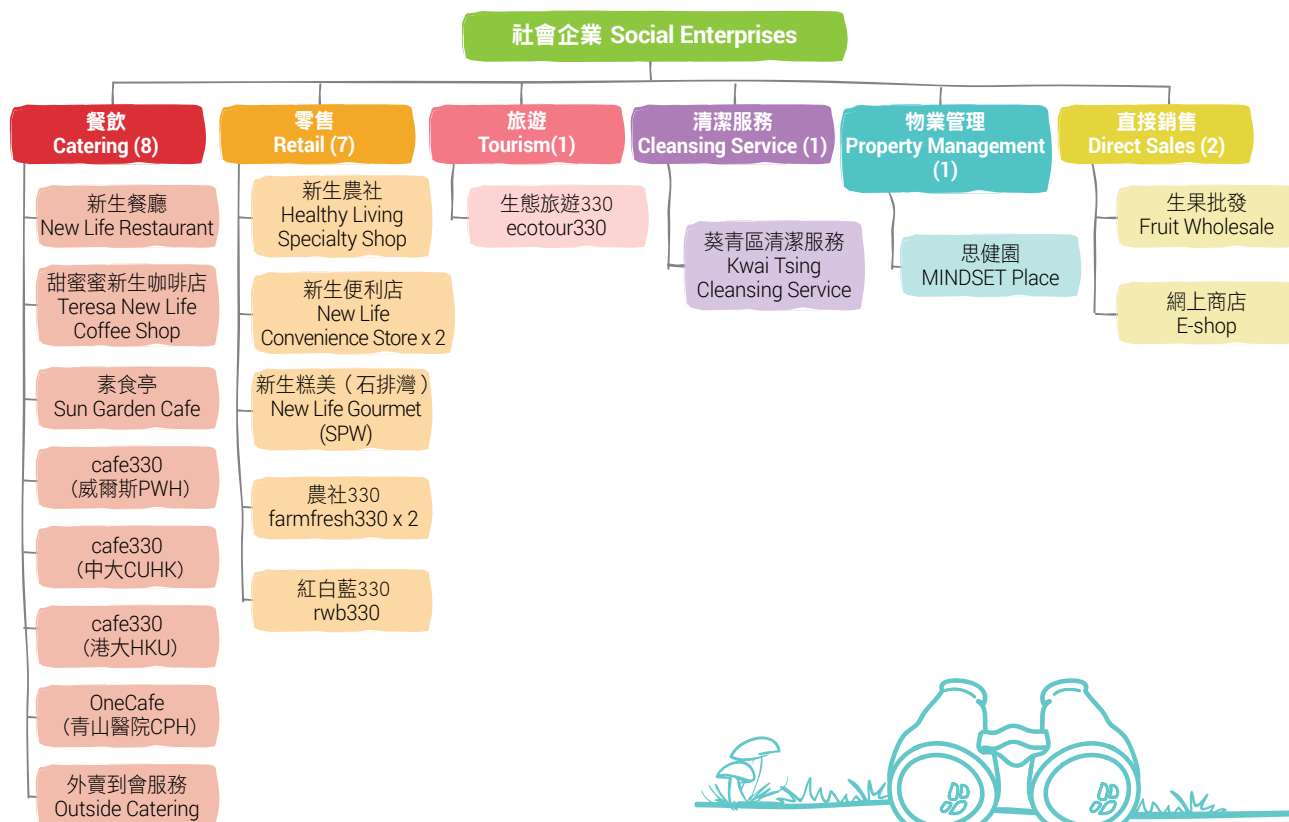 社會企業 Social Enterprises
餐飲
Catering (8)
新生餐廳
New Life Restaurant
甜蜜蜜新生咖啡店
Teresa New Life
Coffee Shop
素食亭
Sun Garden Cafe
cafe330
（威爾斯PWH）
cafe330
（中大CUHK）
cafe330
（港大HKU）
OneCafe
（青山醫院CPH）
外賣到會服務
Outside Catering
零售
Retail (7)
新生農社
Healthy Living
Specialty Shop
新生便利店
New Life
Convenience Store x 2
新生糕美（石排灣）
New Life Gourmet
(SPW)
農社330
farmfresh330 x 2
紅白藍330
rwb330
旅遊
Tourism(1)
生態旅遊330
ecotour330
清潔服務
Cleansing Service (1)
葵青區清潔服務
Kwai Tsing
Cleansing Service
物業管理
Property Management
(1)
思健園
MINDSET Place
直接銷售
Direct Sales (2)
生果批發
Fruit Wholesale
網上商店
E-shop